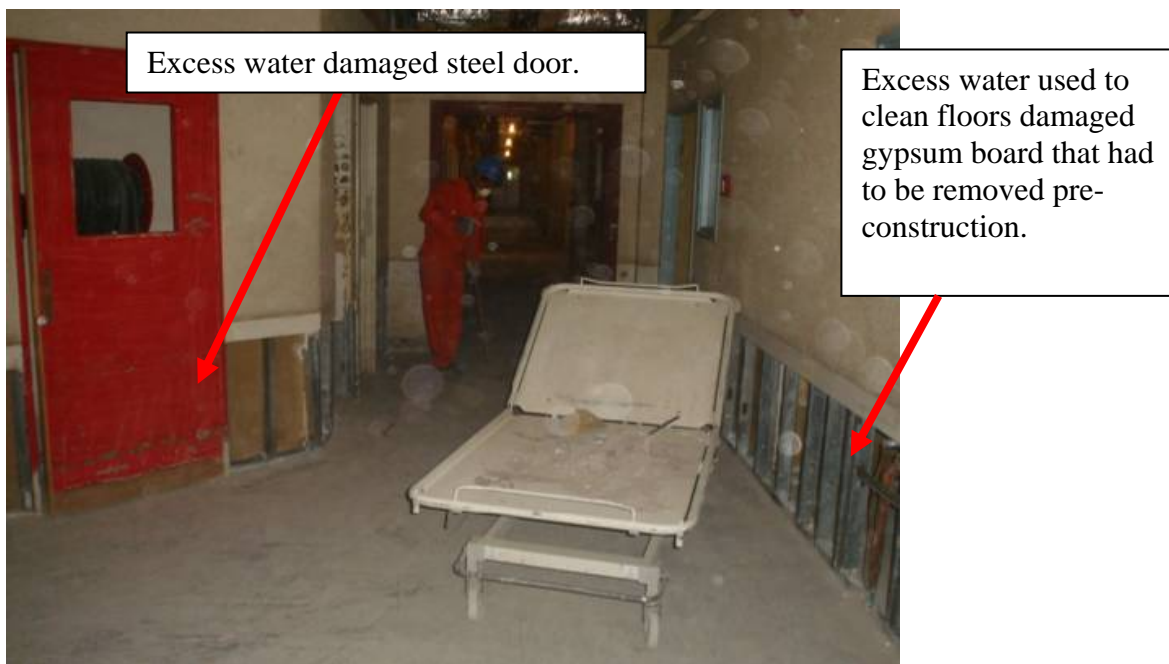 Excess water damaged steel door.
Excess water used to
clean floors damaged
gypsum board that had
to be removed pre-
construction.